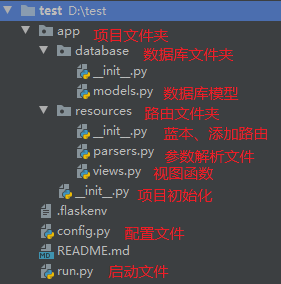 test D:\test
app 项目文件夹
database 数据库文件夹
__init__.py
models.py 数据库模型
resources 路由文件夹
__init__.py 蓝本、添加路由
parsers.py 参数解析文件
views.py 视图函数
__init__.py 项目初始化
.flaskenv
config.py 配置文件
MD README.md
run.py 启动文件